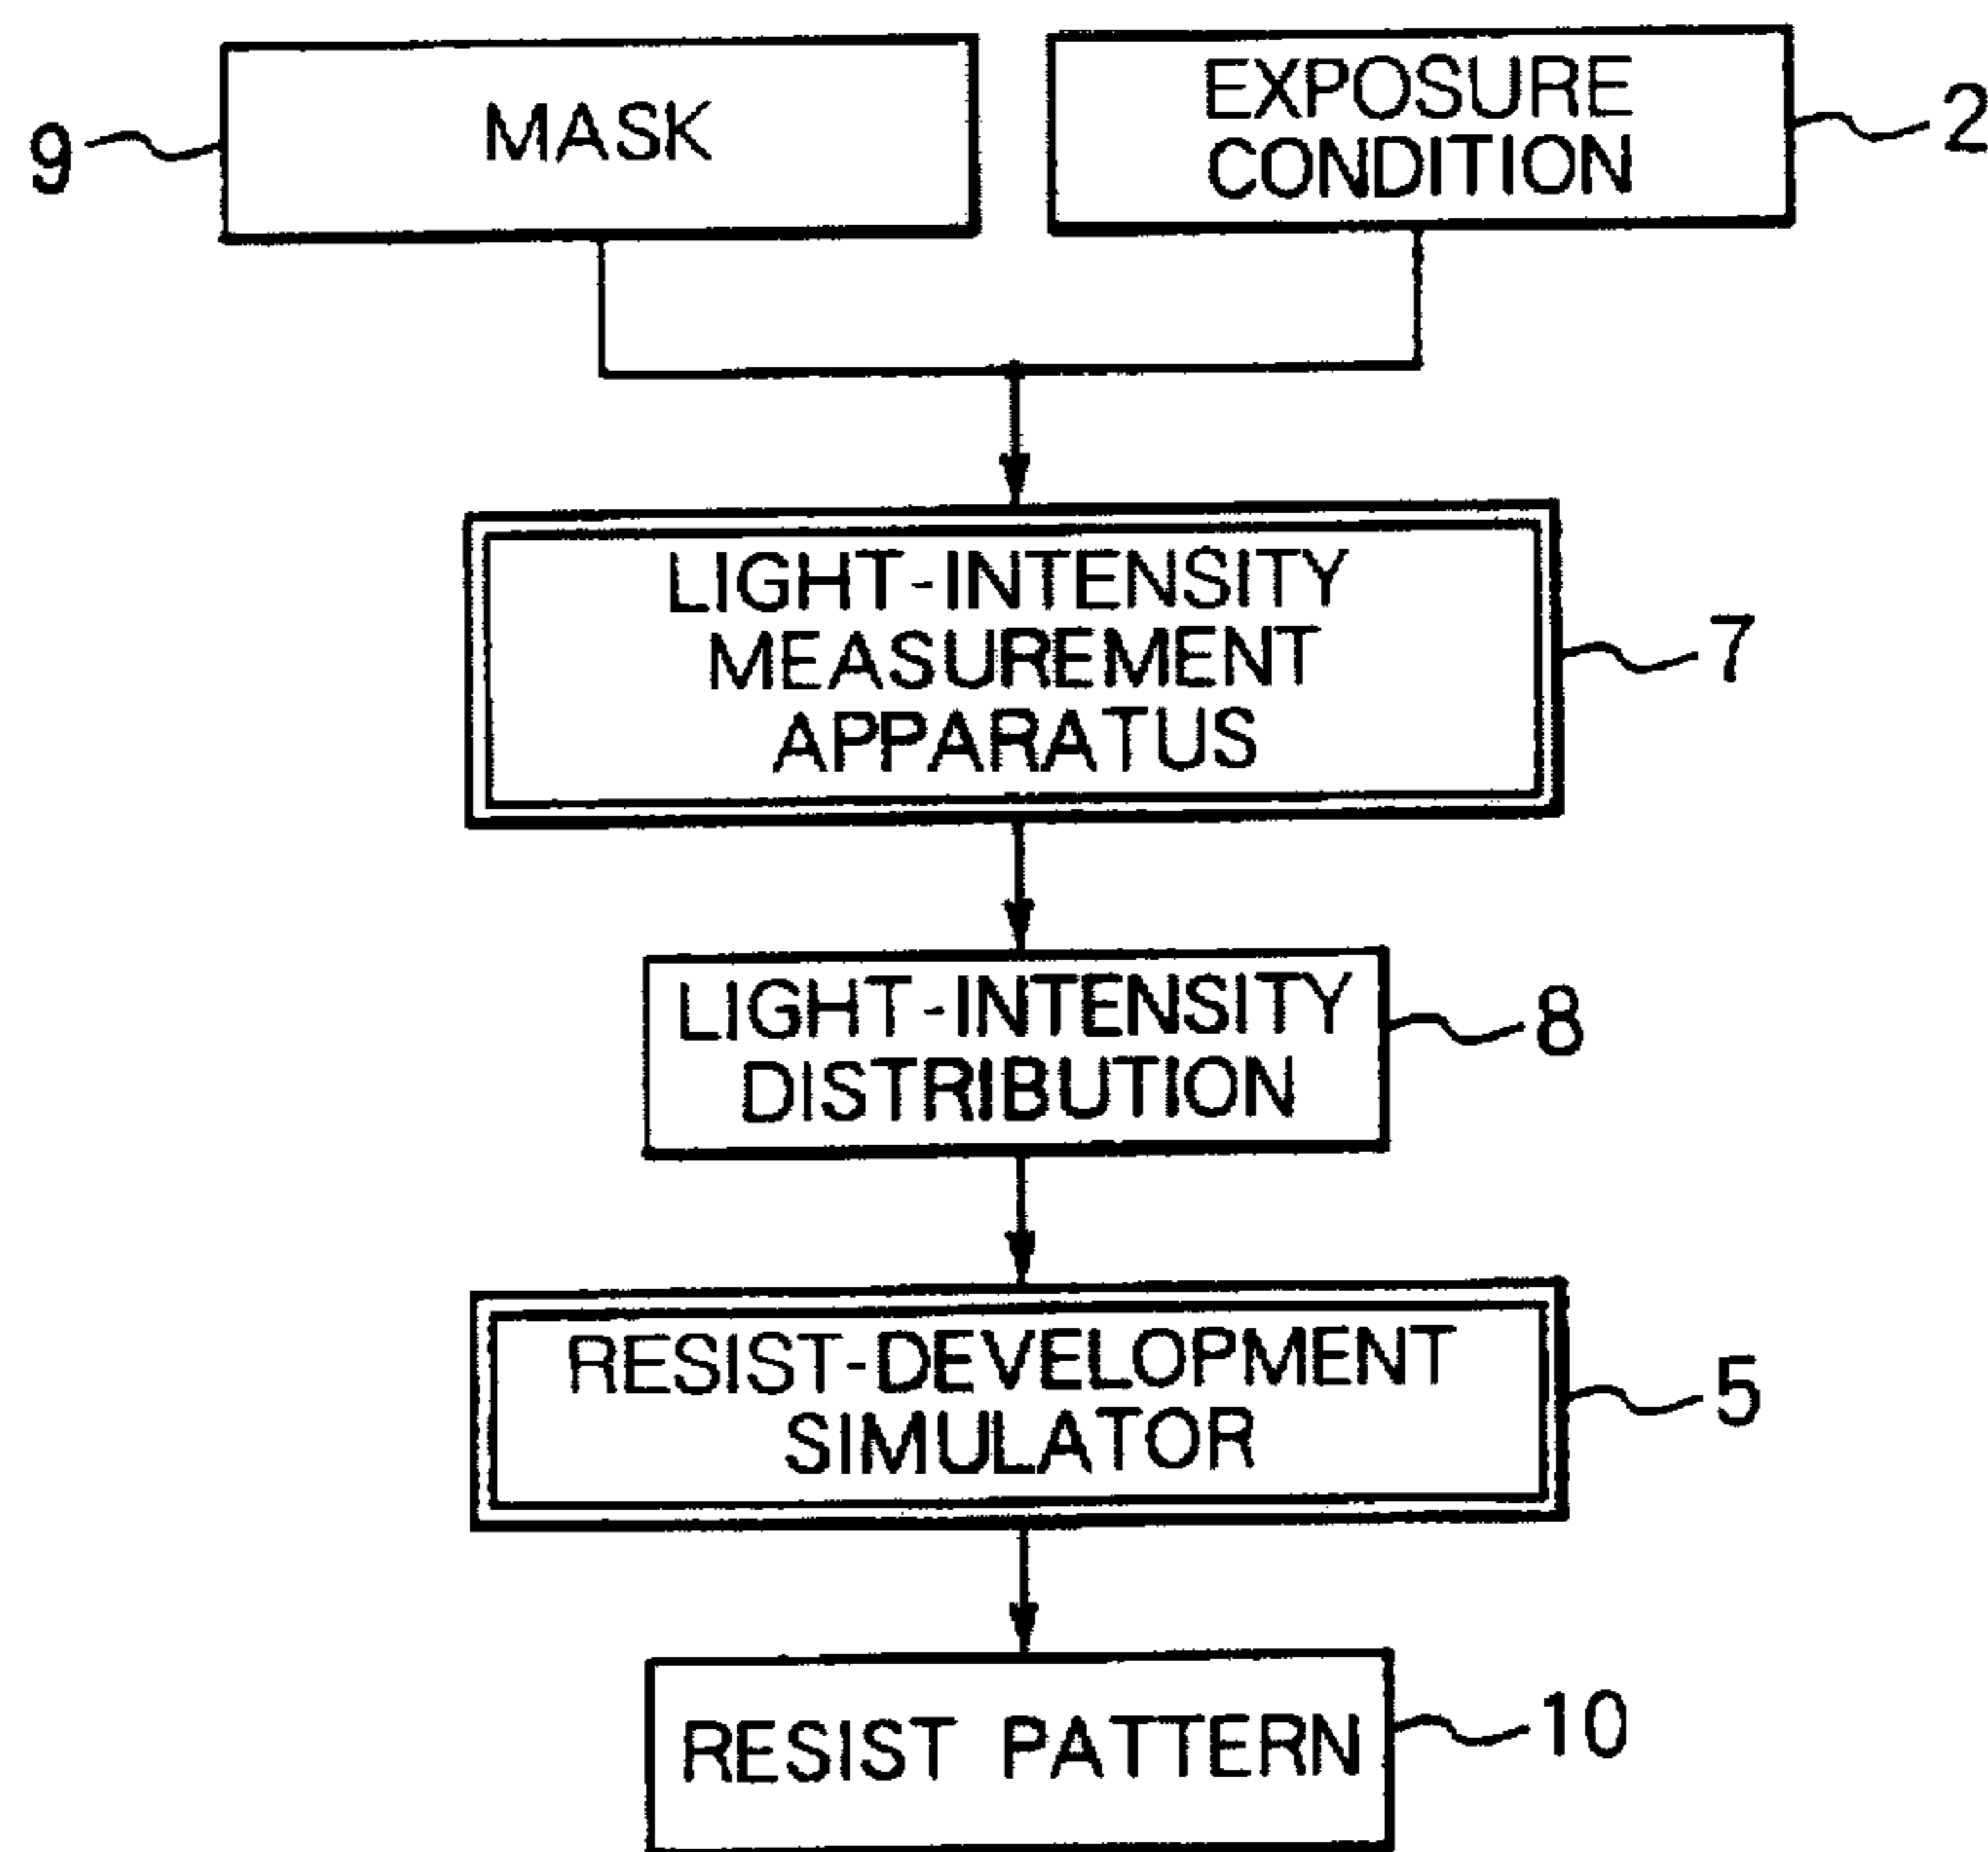 9
MASK
EXPOSURE
CONDITION
2
LIGHT-INTENSITY
MEASUREMENT
APPARATUS
7
LIGHT-INTENSITY
DISTRIBUTION
8
RESIST-DEVELOPMENT
SIMULATOR
5
RESIST PATTERN
10